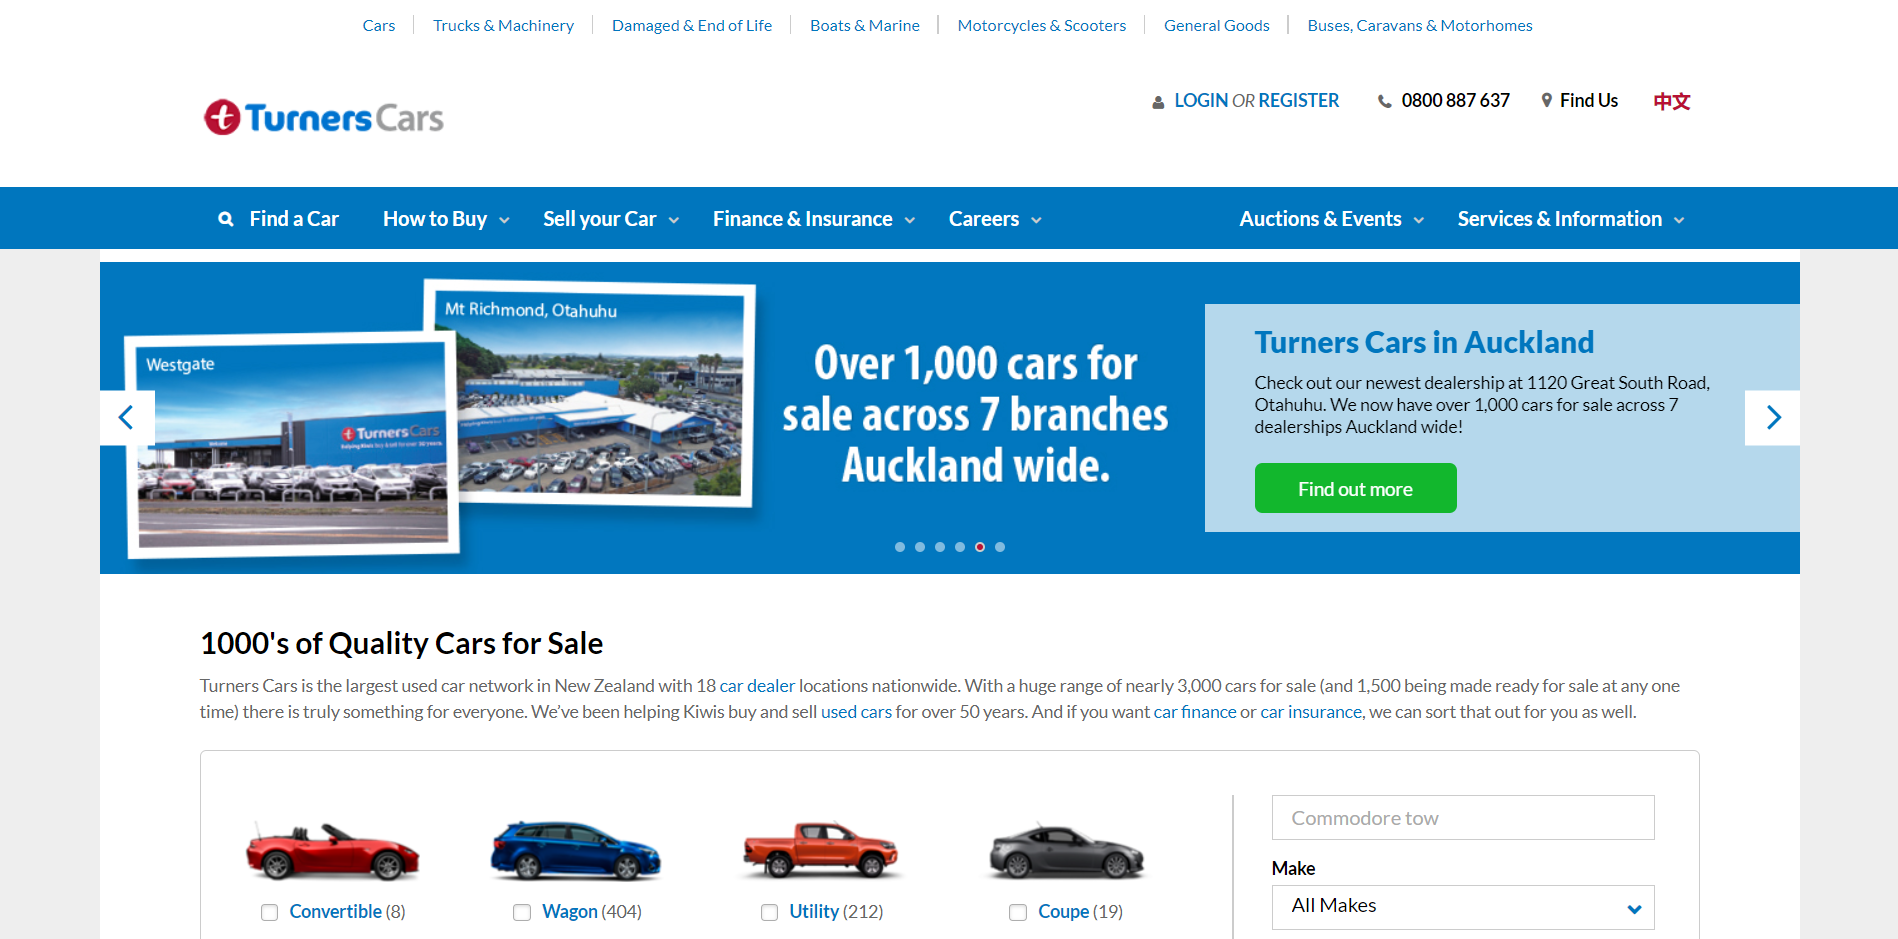 Cars
Trucks & Machinery
Damaged & End of Life
Boats & Marine
Motorcycles & Scooters
General Goods
Buses, Caravans & Motorhomes
Turners Cars
LOGIN OR REGISTER
0800 887 637
Find Us
中文
Find a Car
How to Buy
Sell your Car
Finance & Insurance
Careers
Auctions & Events
Services & Information
Westgate
Turners Cars
Mt Richmond, Otahuhu
Over 1,000 cars for
sale across 7 branches
Auckland wide.
Turners Cars in Auckland
Check out our newest dealership at 1120 Great South Road,
Otahuhu. We now have over 1,000 cars for sale across 7
dealerships Auckland wide!
Find out more
1000's of Quality Cars for Sale
Turners Cars is the largest used car network in New Zealand with 18 car dealer locations nationwide. With a huge range of nearly 3,000 cars for sale (and 1,500 being made ready for sale at any one
time) there is truly something for everyone. We’ve been helping Kiwis buy and sell used cars for over 50 years. And if you want car finance or car insurance, we can sort that out for you as well.
Convertible (8)
Wagon (404)
Utility (212)
Coupe (19)
Commodore tow
Make
All Makes